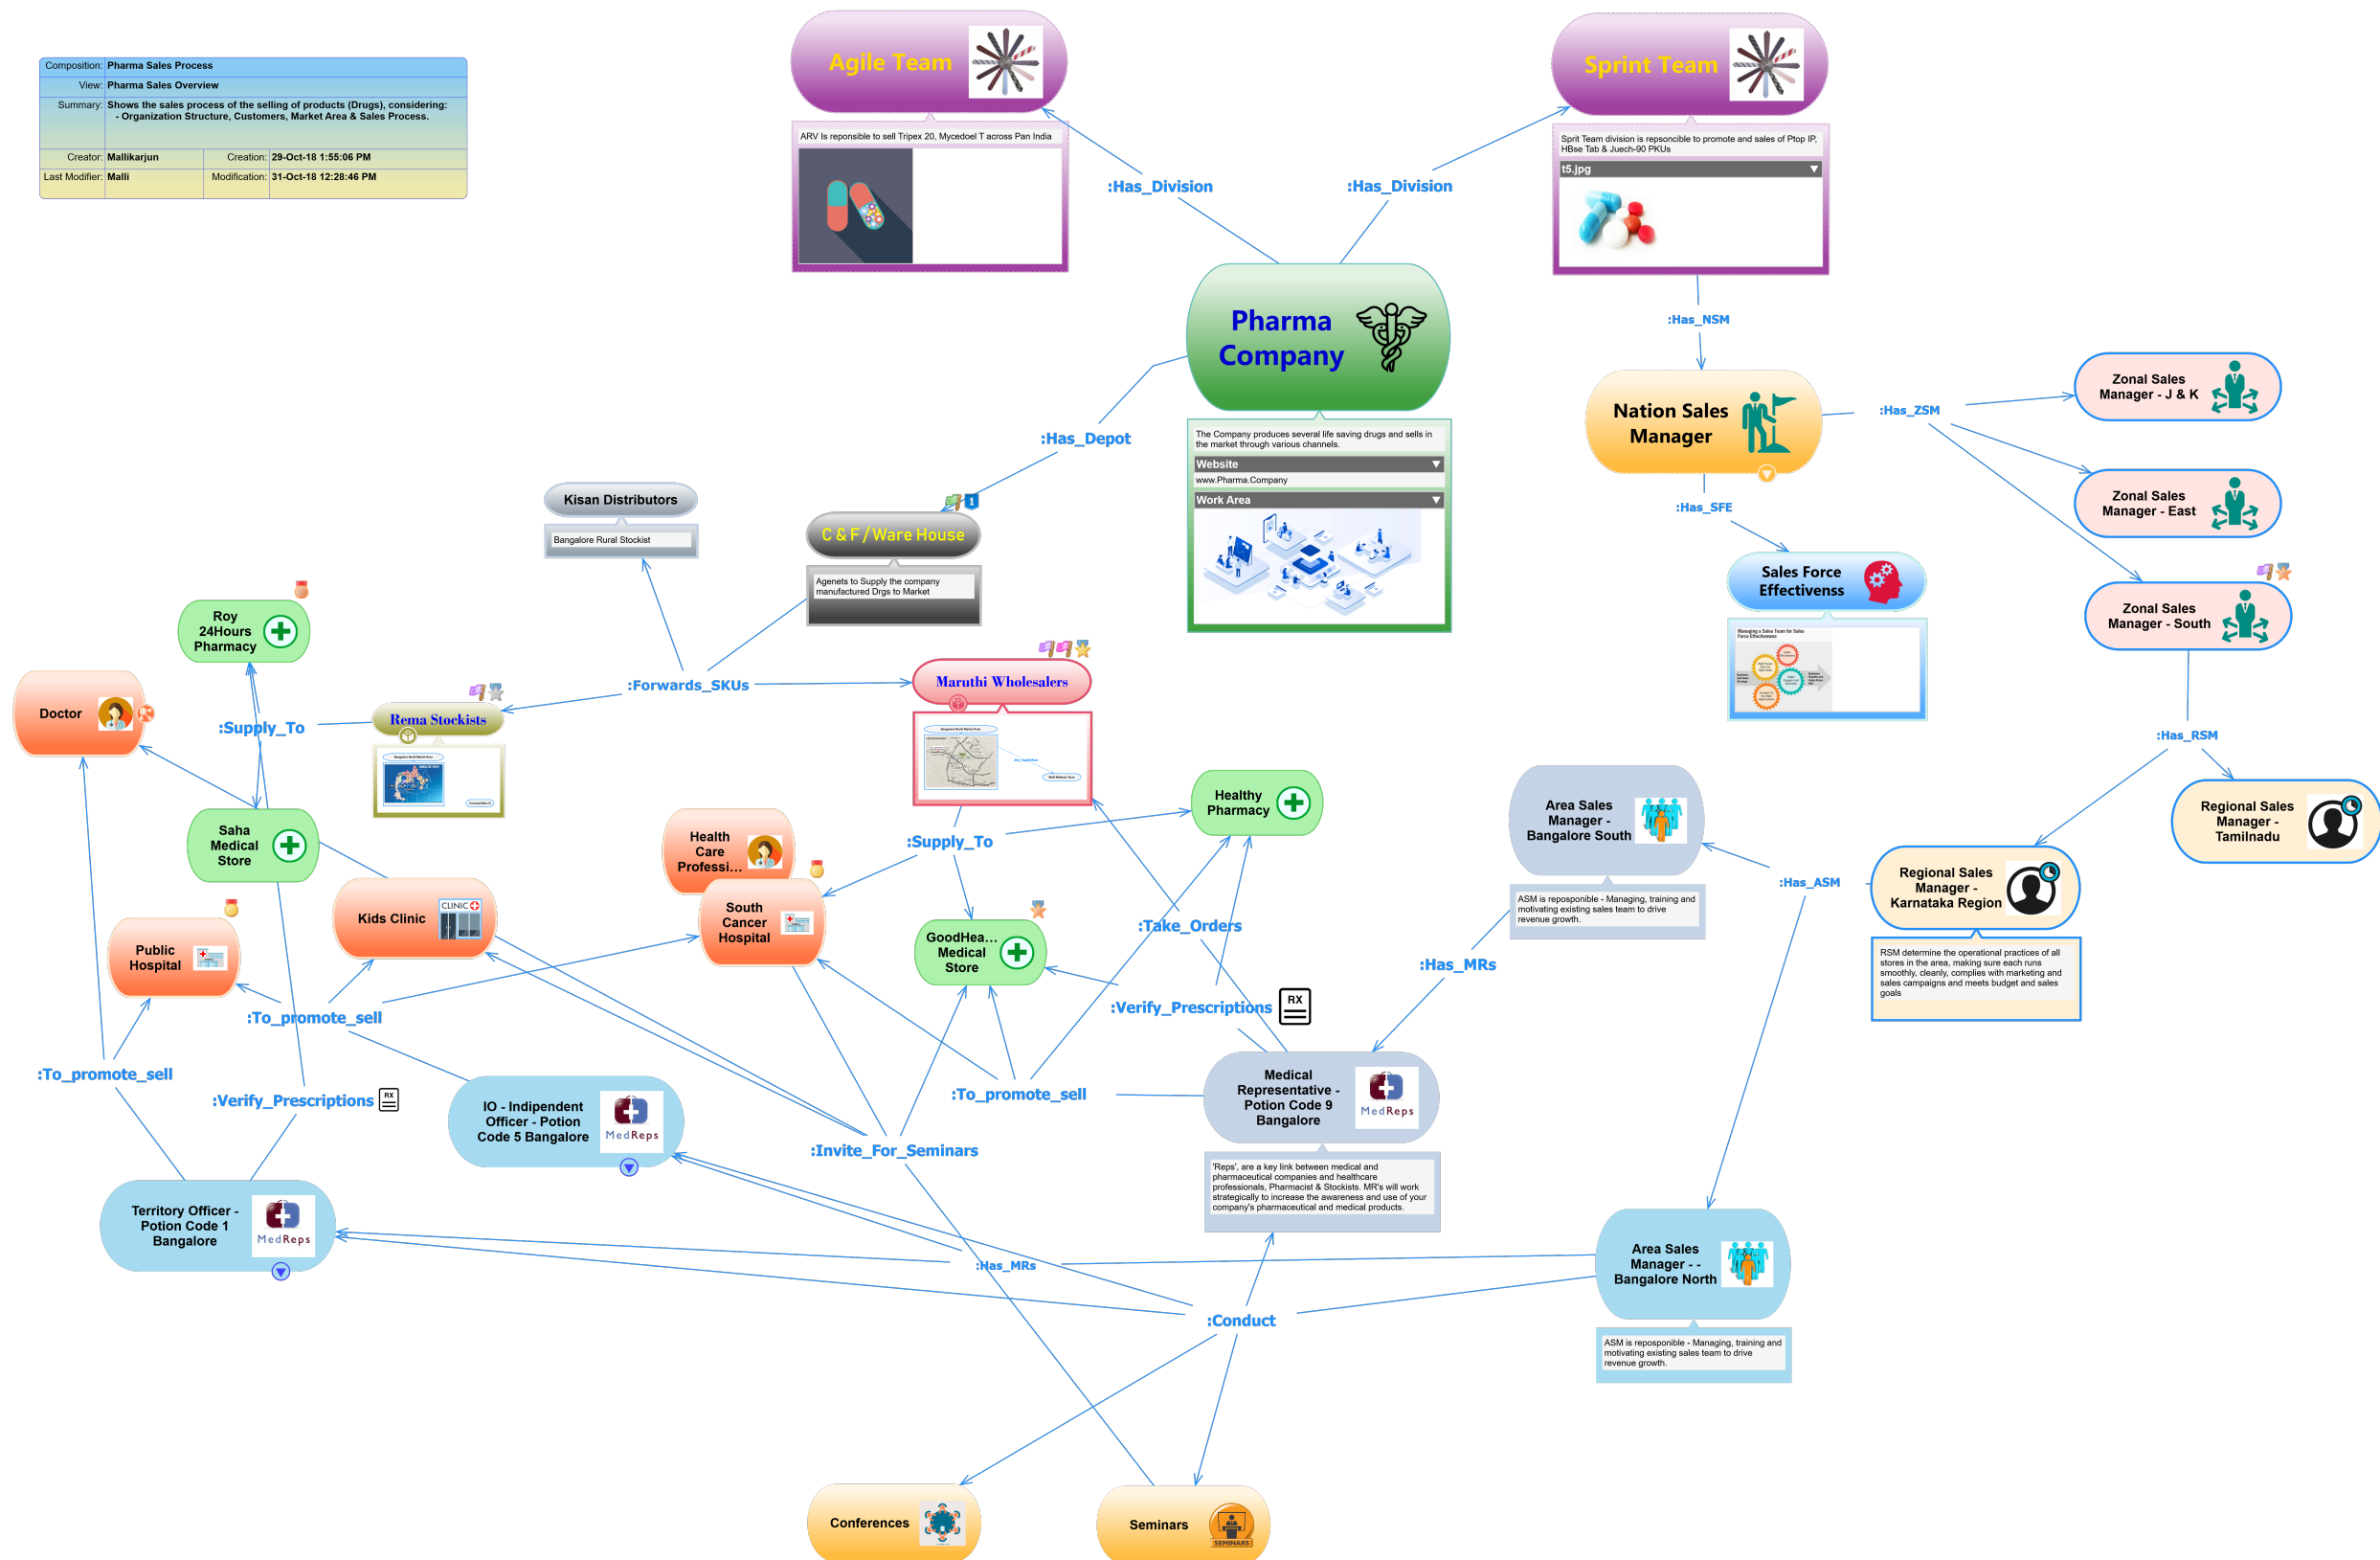 Composition: Pharma Sales Process
View: Pharma Sales Overview
Summary: Shows the sales process of the selling of products (Drugs), considering:
- Organization Structure, Customers, Market Area & Sales Process.
Creator: Mallikarjun Creation: 29-Oct-18 1:55:06 PM
Last Modifier: Malli Modification: 31-Oct-18 12:28:46 PM
Agile Team
ARV Is reponsible to sell Tripex 20, Mycedoel T across Pan India
Sprint Team
Sprit Team division is repsoncible to promote and sales of Ptop IP,
HBse Tab & Juech-90 PKUs
t5.jpg
:Has_Division
:Has_Division
Pharma
Company
The Company produces several life saving drugs and sells in
the market through various channels.
Website
www.Pharma.Company
Work Area
:Has_NSM
Nation Sales
Manager
:Has_ZSM
Zonal Sales
Manager - J & K
Zonal Sales
Manager - East
Zonal Sales
Manager - South
:Has_SFE
Sales Force
Effectivenss
Managing a Sales Team for Sales
Force Effectiveness
:Has_Depot
Kisan Distributors
Bangalore Rural Stockist
C & F / Ware House
1
Agenets to Supply the company
manufactured Drgs to Market
:Forwards_SKUs
Roy
24Hours
Pharmacy
Doctor
:Supply_To
Rema Stockists
Maruthi Wholesalers
:Has_RSM
Regional Sales
Manager -
Tamilnadu
Regional Sales
Manager -
Karnataka Region
RSM determine the operational practices of all
stores in the area, making sure each runs
smoothly, cleanly, complies with marketing and
sales campaigns and meets budget and sales
goals
:Has_ASM
Area Sales
Manager -
Bangalore South
ASM is reposponible - Managing, training and
motivating existing sales team to drive
revenue growth.
Healthy
Pharmacy
:Supply_To
Health
Care
Professi...
Saha
Medical
Store
Kids Clinic
CLINIC
South
Cancer
Hospital
GoodHea...
Medical
Store
Public
Hospital
:Take_Orders
:Has_MRs
:Verify_Prescriptions
RX
:To_promote_sell
:To_promote_sell
:Verify_Prescriptions
RX
:To_promote_sell
IO - Indipendent
Officer - Potion
Code 5 Bangalore
MedReps
Medical
Representative -
Potion Code 9
Bangalore
MedReps
'Reps', are a key link between medical and
pharmaceutical companies and healthcare
professionals, Pharmacist & Stockists. MR's will work
strategically to increase the awareness and use of your
company's pharmaceutical and medical products.
:Invite_For_Seminars
Territory Officer -
Potion Code 1
Bangalore
MedReps
:Has_MRs
Area Sales
Manager - -
Bangalore North
ASM is reposponible - Managing, training and
motivating existing sales team to drive
revenue growth.
:Conduct
Conferences
Seminars
SEMINARS